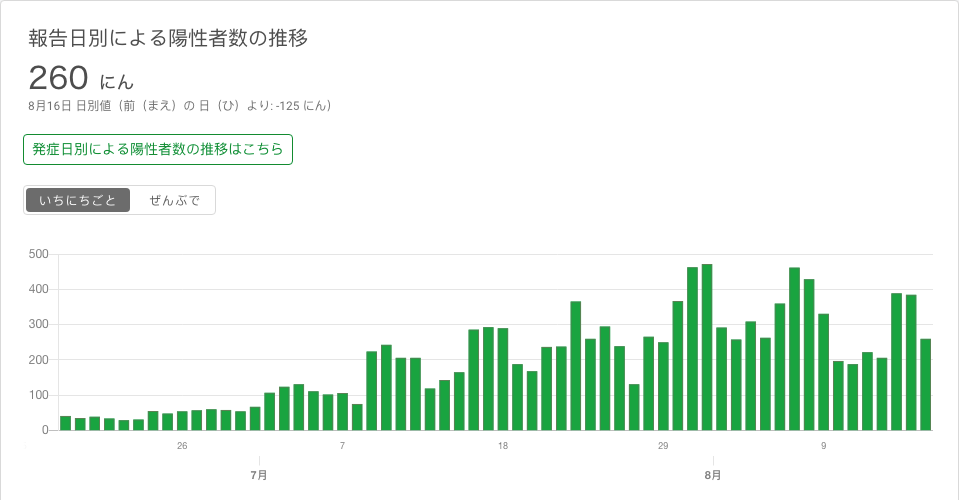 報告日別による陽性者数の推移
260 にん
8月16日 日別値（前（まえ）の 日（ひ）より: -125 にん）
発症日別による陽性者数の推移はこちら
いちにちごと ぜんぶで
500
400
300
200
100
0
26 7 18 29 9
7月 8月